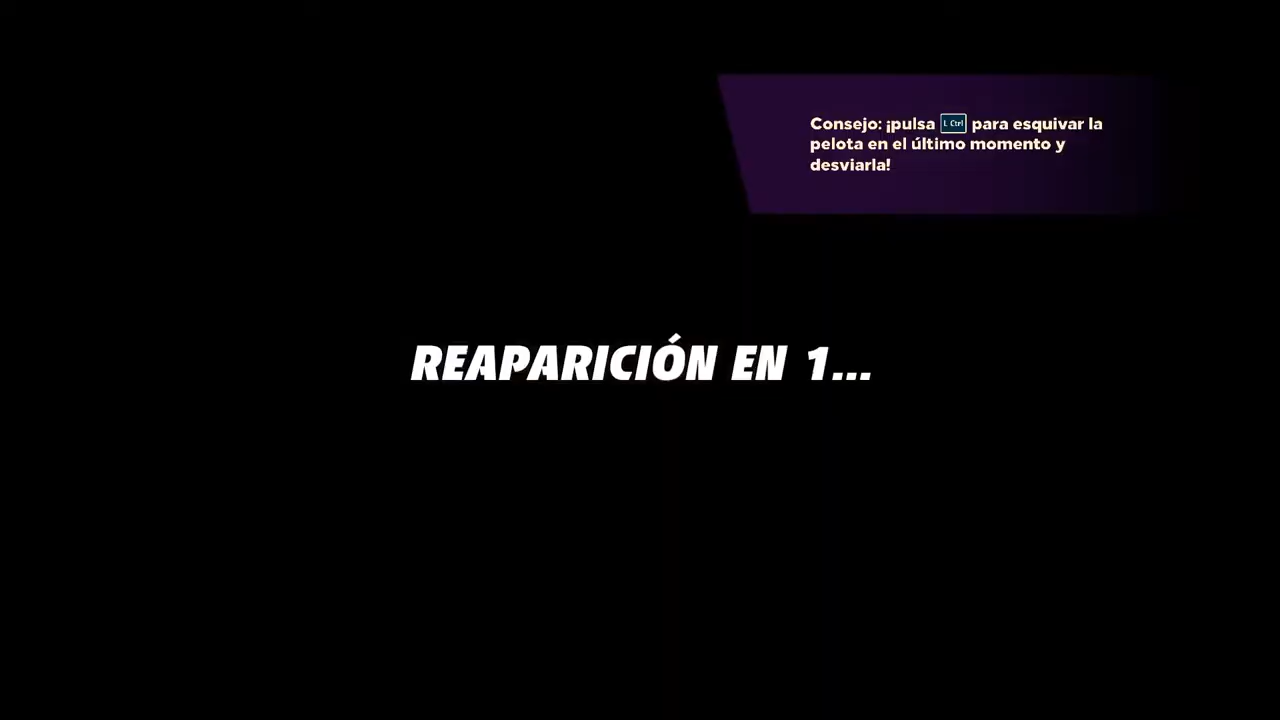 Consejo: ¡pulsa L Ctrl para esquivar la
pelota en el último momento y
desviarla!
REAPARICIÓN EN 1...